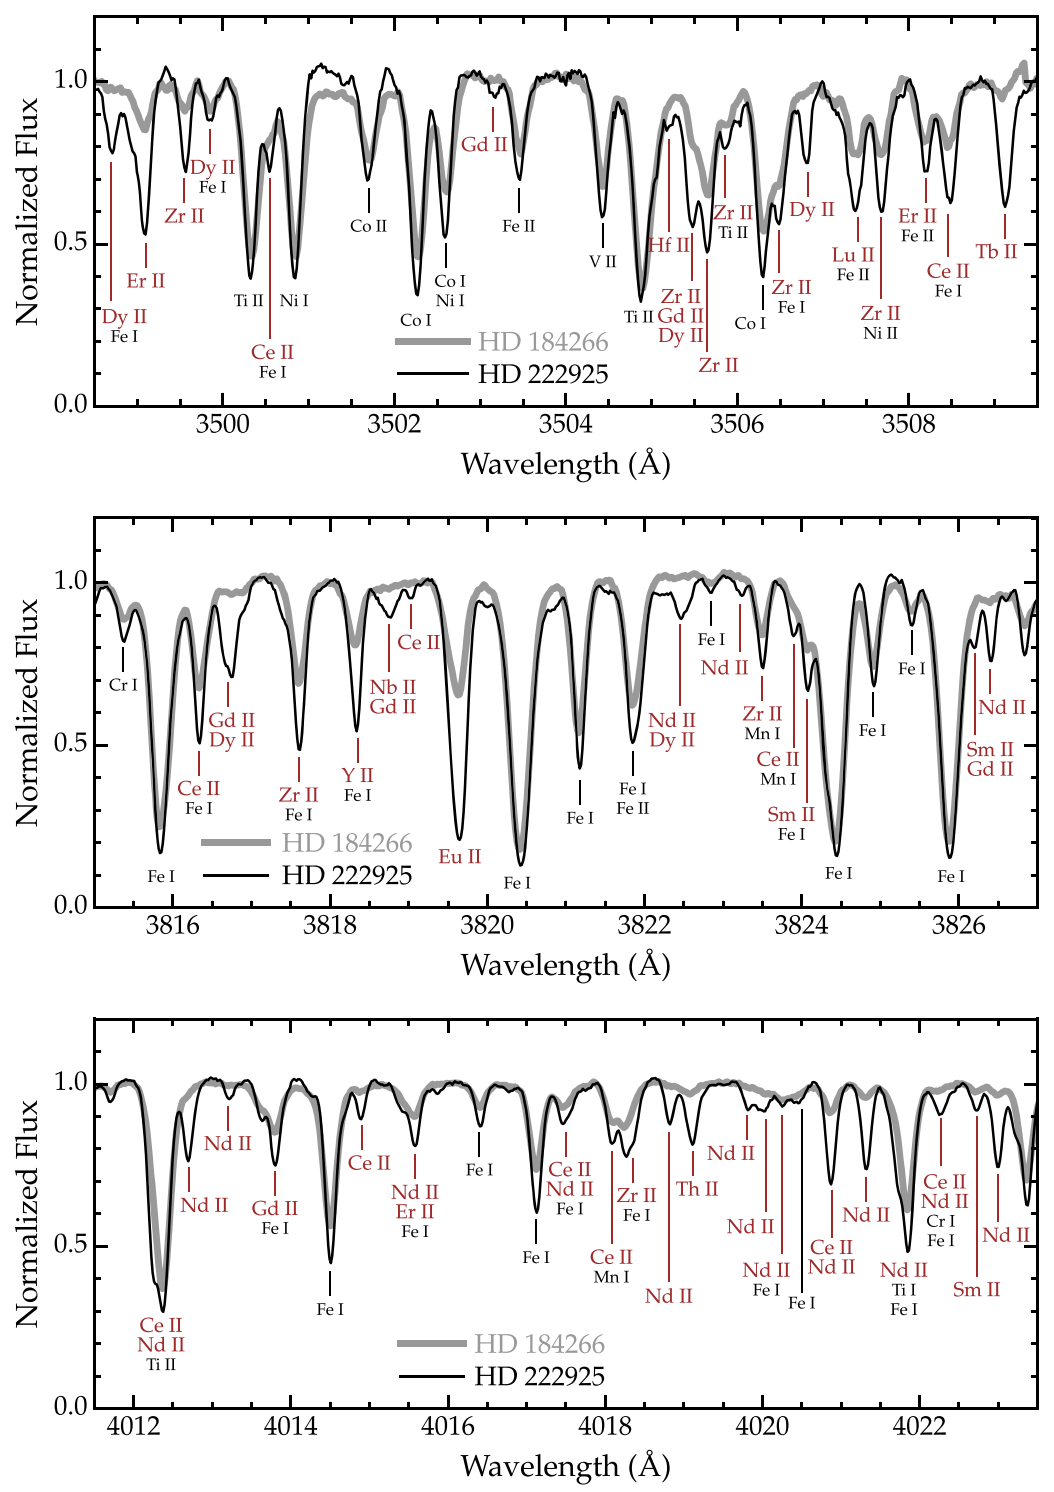 Normalized Flux
1.0
0.5
0.0
Dy II
Fe I
Er II
Zr II
Dy II
Fe I
Ti II
Ce II
Fe I
Ni I
Co II
Co I
Co I
Ni I
Gd II
Fe II
V II
Ti II
Hf II
Zr II
Gd II
Dy II
Zr II
Zr II
Ti II
Co I
Zr II
Fe I
Dy II
Lu II
Fe II
Zr II
Ni II
Er II
Fe II
Ce II
Fe I
Tb II
HD 184266
HD 222925
3500
3502
3504
3506
3508
Wavelength (Å)
Normalized Flux
1.0
0.5
0.0
Cr I
Fe I
Ce II
Fe I
Gd II
Dy II
Zr II
Fe I
Y II
Fe I
Nb II
Gd II
Ce II
Eu II
Fe I
Fe I
Fe I
Fe II
Nd II
Dy II
Fe I
Nd II
Zr II
Mn I
Ce II
Mn I
Sm II
Fe I
Fe I
Fe I
Fe I
Fe I
Sm II
Gd II
Nd II
HD 184266
HD 222925
3816
3818
3820
3822
3824
3826
Wavelength (Å)
Normalized Flux
1.0
0.5
0.0
Ce II
Nd II
Ti II
Nd II
Nd II
Gd II
Fe I
Fe I
Ce II
Nd II
Er II
Fe I
Fe I
Fe I
Ce II
Nd II
Fe I
Ce II
Mn I
Zr II
Fe I
Nd II
Th II
Nd II
Nd II
Nd II
Fe I
Fe I
Ce II
Nd II
Nd II
Nd II
Ti I
Fe I
Ce II
Nd II
Cr I
Fe I
Sm II
Nd II
HD 184266
HD 222925
4012
4014
4016
4018
4020
4022
Wavelength (Å)